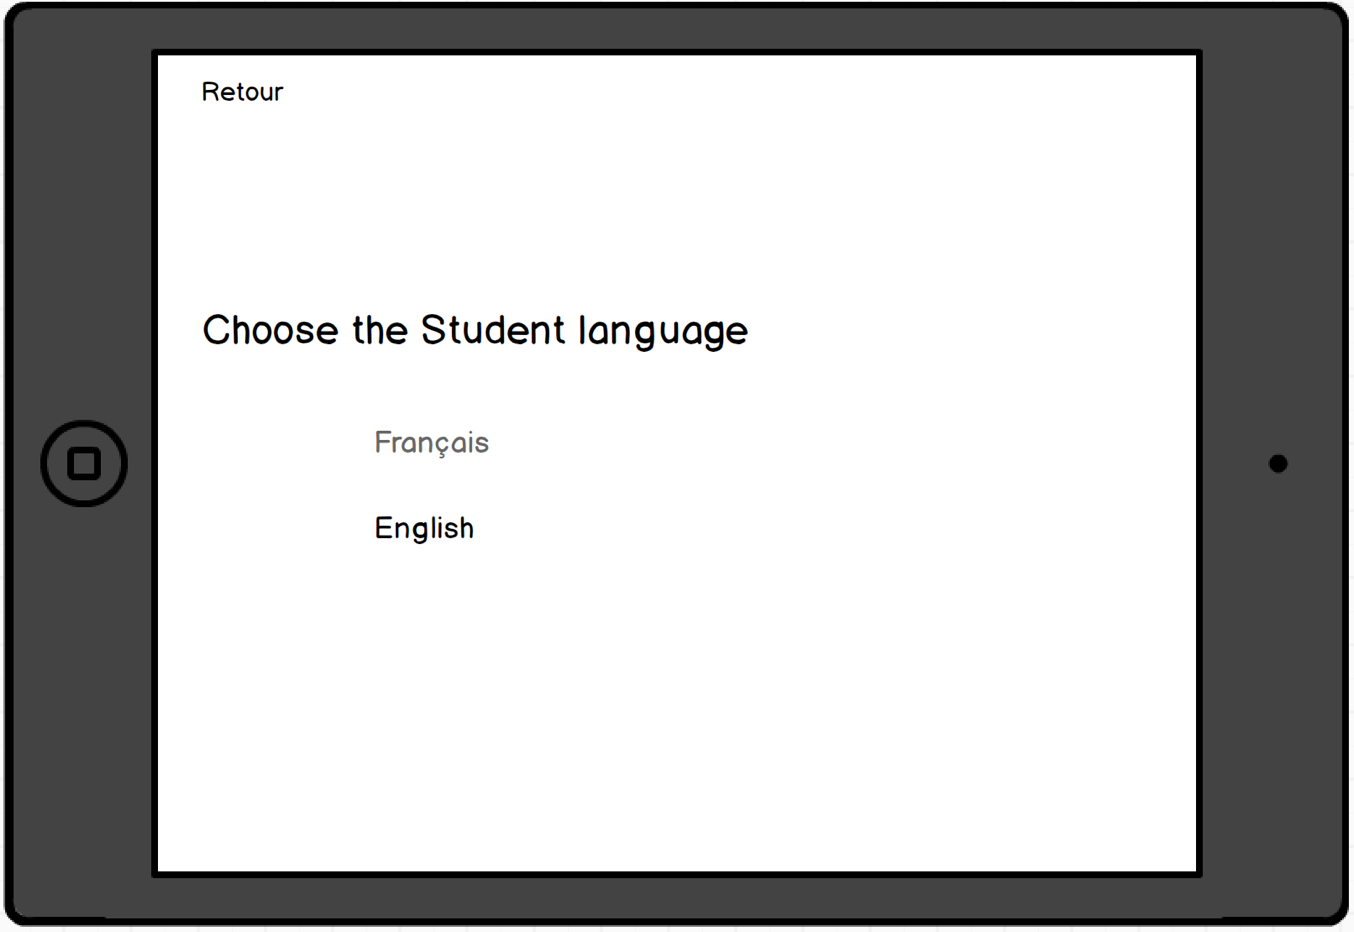 Retour
Choose the Student language
Français
English